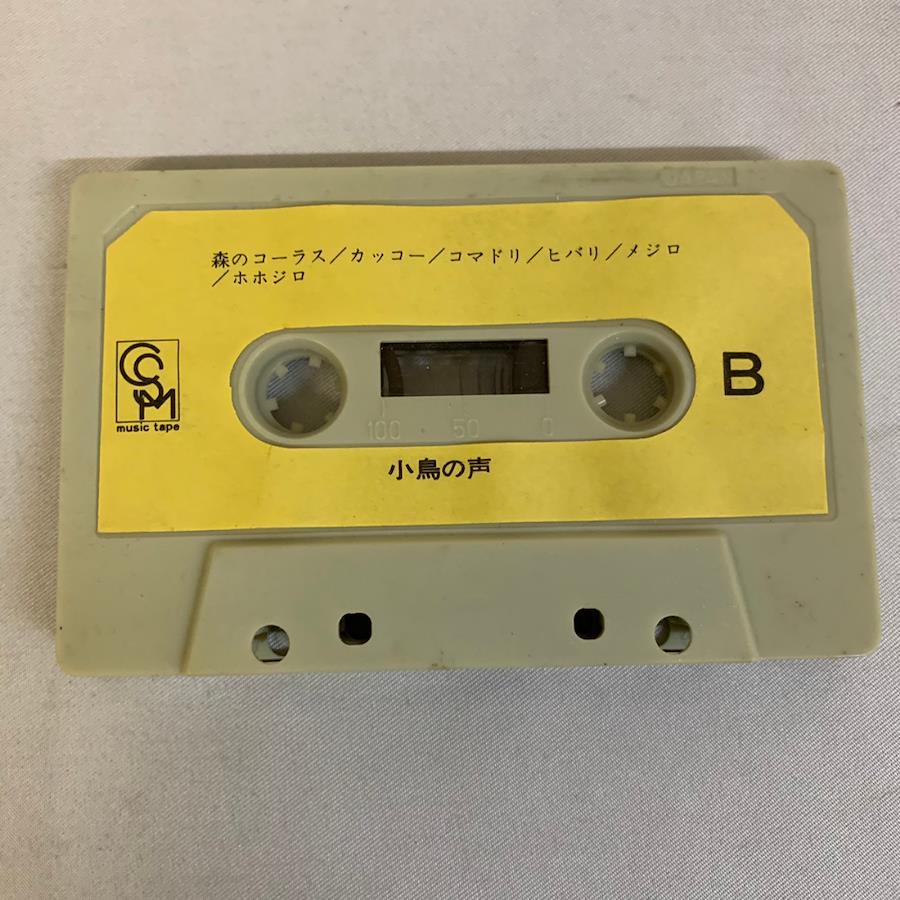 JAPAN
森のコーラス/カッコー/コマドリ/ヒバリ/メジロ
/ホホジロ
CSM
music tape
B
100 50 0
小鳥の声